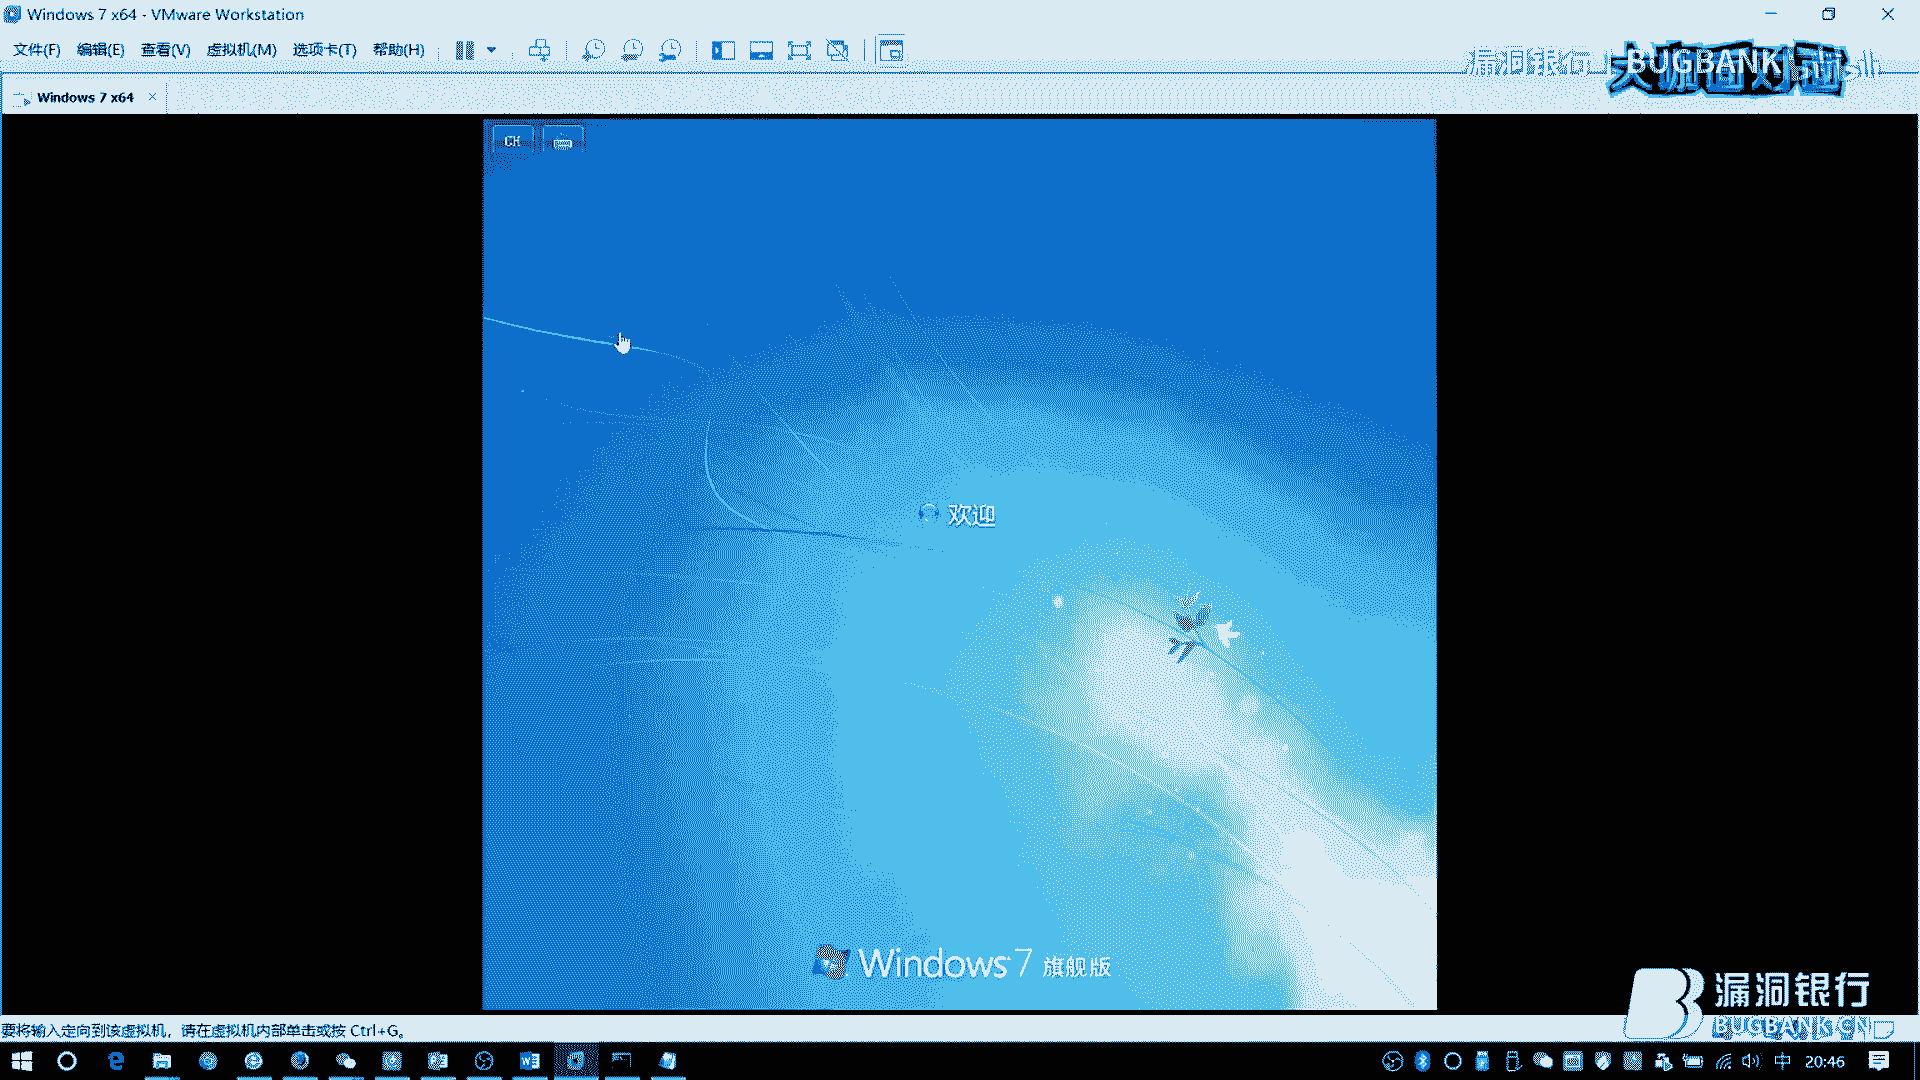 Windows 7 x64 - VMware Workstation
文件(F) 编辑(E) 查看(V) 虚拟机(M) 选项卡(T) 帮助(H)
漏洞银行 | BUGBANK
大咖面对面
Windows 7 x64
CH
欢迎
Windows 7 旗舰版
漏洞银行
BUGBANK.CN
要将输入定向到该虚拟机，请在虚拟机内部单击或按 Ctrl+G。
中 20:46